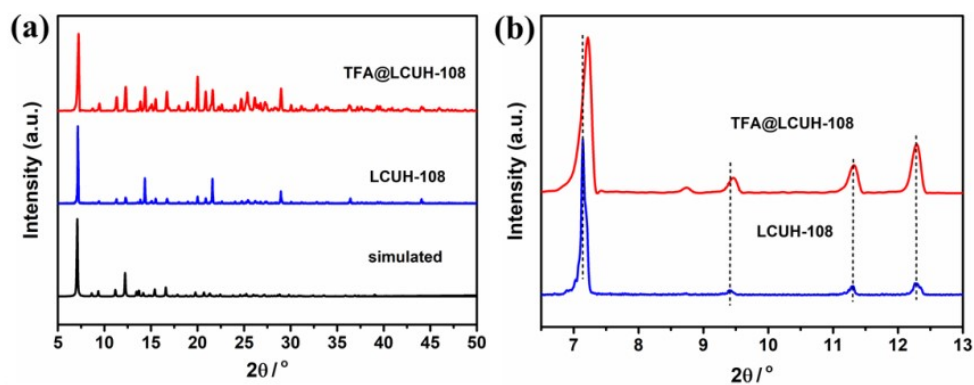 (a)
Intensity (a.u.)
TFA@LCUH-108
LCUH-108
simulated
5 10 15 20 25 30 35 40 45 50
2θ / °
(b)
Intensity (a.u.)
TFA@LCUH-108
LCUH-108
7 8 9 10 11 12 13
2θ / °